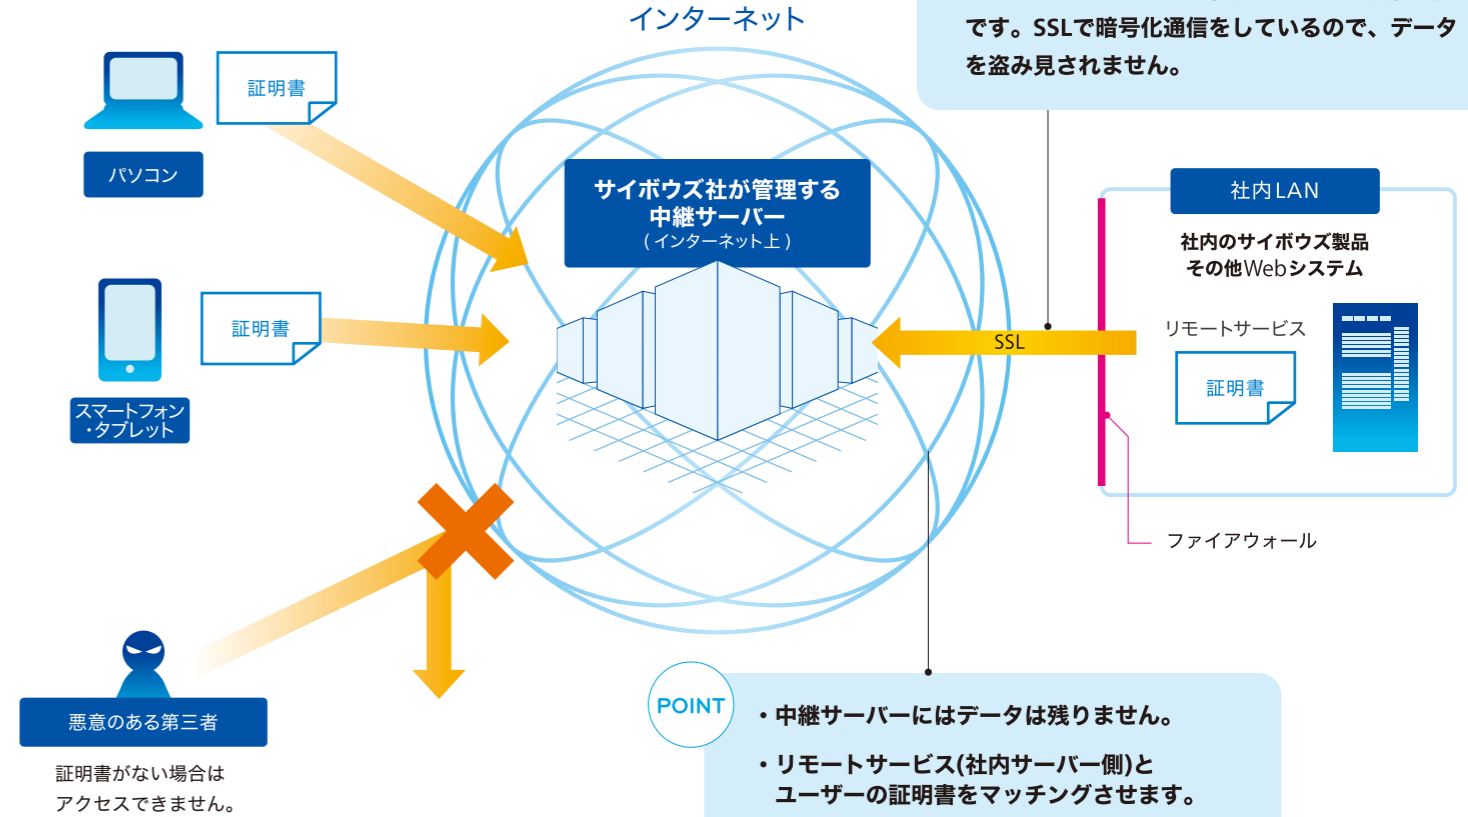 インターネット
です。SSLで暗号化通信をしているので、データ
を盗み見されません。
証明書
パソコン
サイボウズ社が管理する
中継サーバー
(インターネット上)
社内LAN
社内のサイボウズ製品
その他Webシステム
証明書
スマートフォン
・タブレット
SSL
リモートサービス
証明書
ファイアウォール
悪意のある第三者
証明書がない場合は
アクセスできません。
POINT
・中継サーバーにはデータは残りません。
・リモートサービス(社内サーバー側)と
ユーザーの証明書をマッチングさせます。